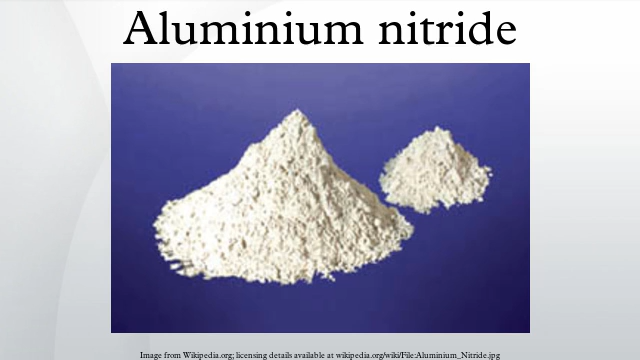 Aluminium nitride
Image from Wikipedia.org; licensing details available at wikipedia.org/wiki/File:Aluminium_Nitride.jpg